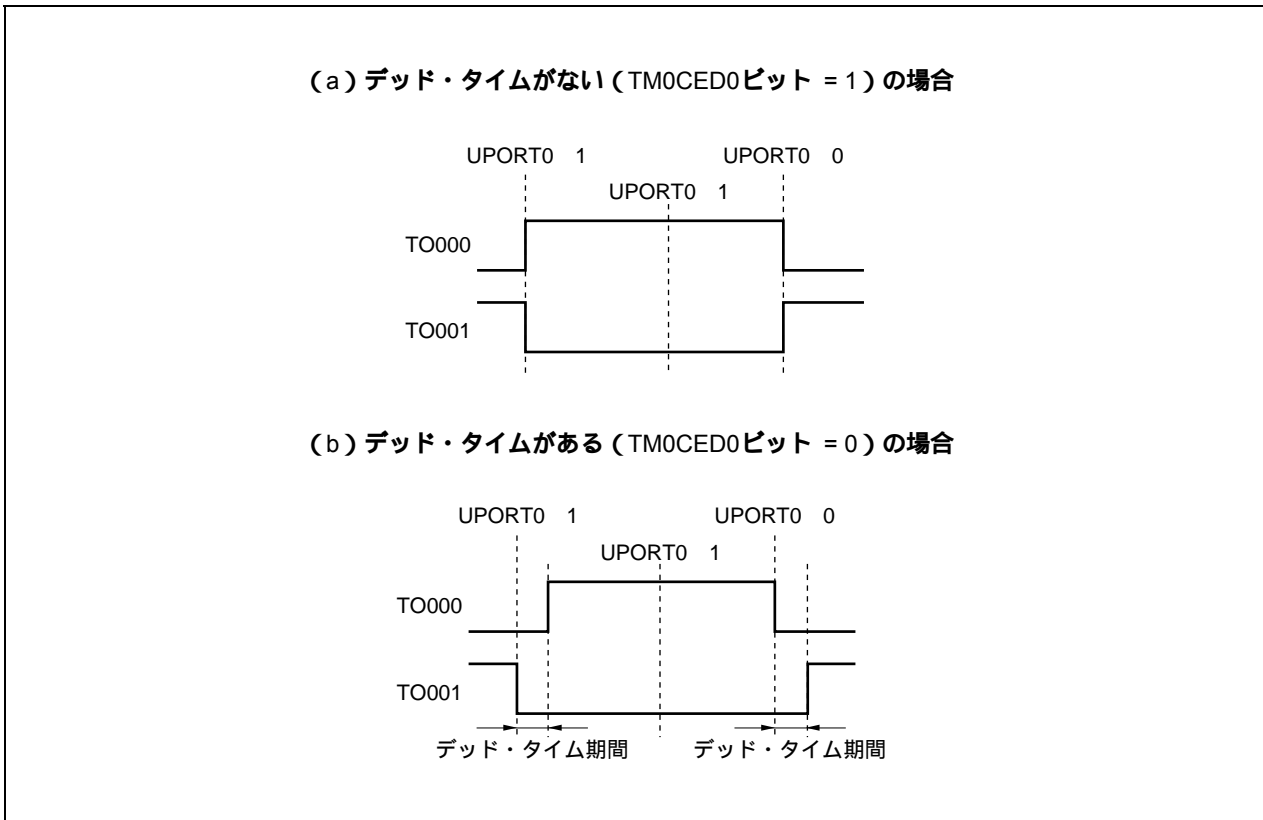 （a）デッド・タイムがない（TM0CED0ビット = 1）の場合
UPORT0 1
UPORT0 0
UPORT0 1
TO000
TO001
（b）デッド・タイムがある（TM0CED0ビット = 0）の場合
UPORT0 1
UPORT0 0
UPORT0 1
TO000
TO001
デッド・タイム期間
デッド・タイム期間